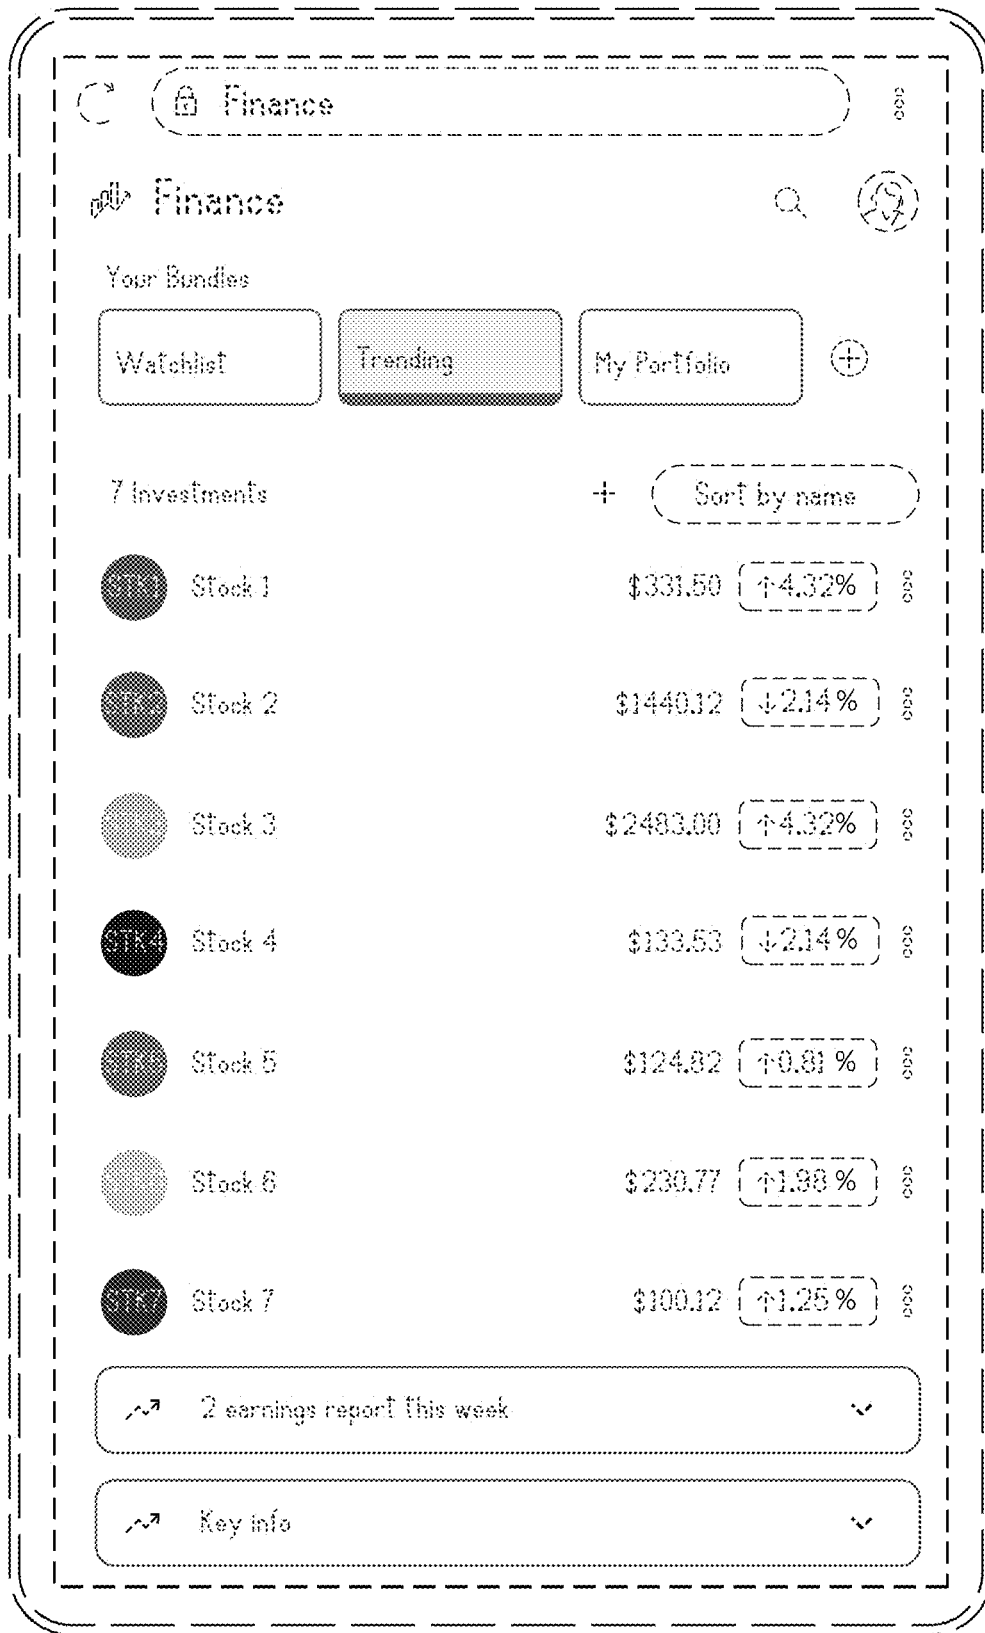 Finance
Finance
Your Bundles
Watchlist Trending My Portfolio
7 Investments + Sort by name
Stock 1 $331.50 ↑4.32%
Stock 2 $1440.12 ↓2.14%
Stock 3 $2483.00 ↑4.32%
STK4 Stock 4 $133.53 ↓2.14%
Stock 5 $124.82 ↑0.81%
Stock 6 $230.77 ↑1.98%
Stock 7 $100.12 ↑1.25%
2 earnings report this week
Key info